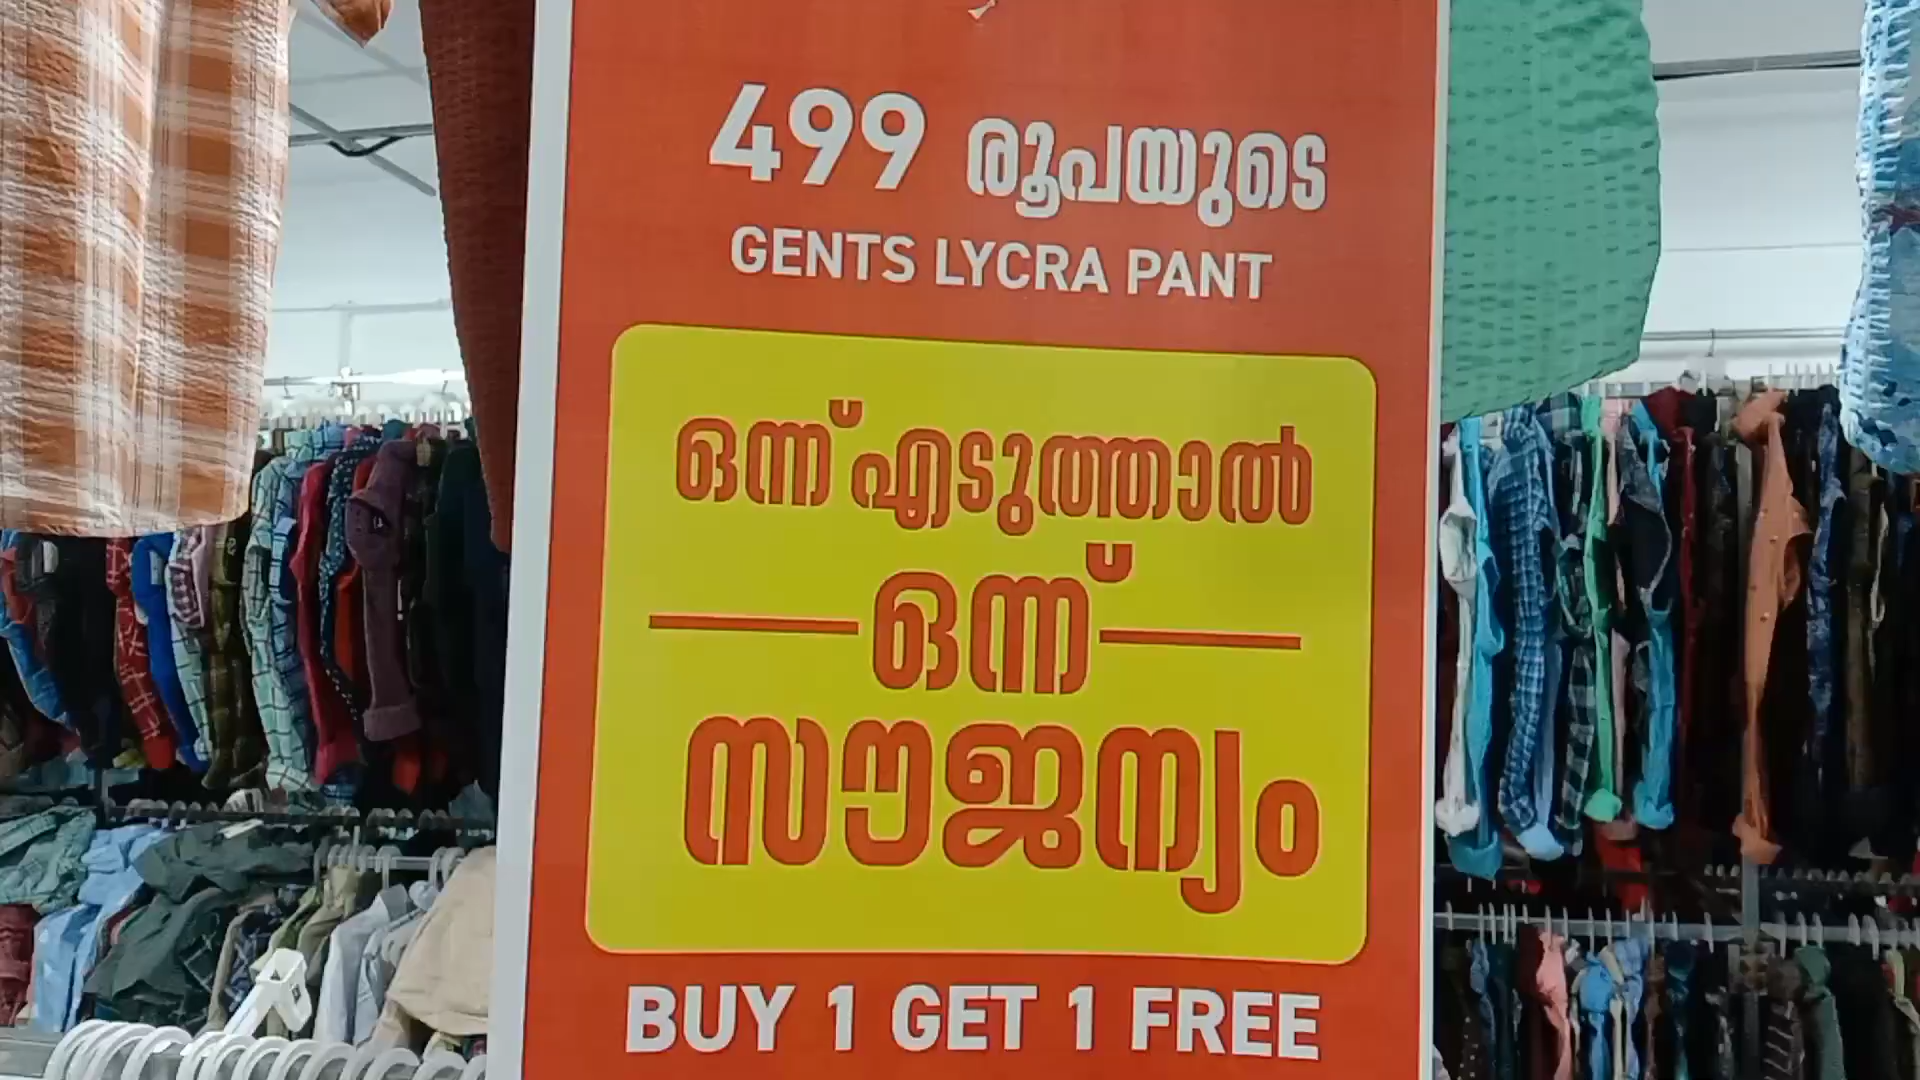 499 രൂപയുടെ
GENTS LYCRA PANT
ഒന്ന് എടുത്താൽ
ഒന്ന്
സൗജന്യം
BUY 1 GET 1 FREE